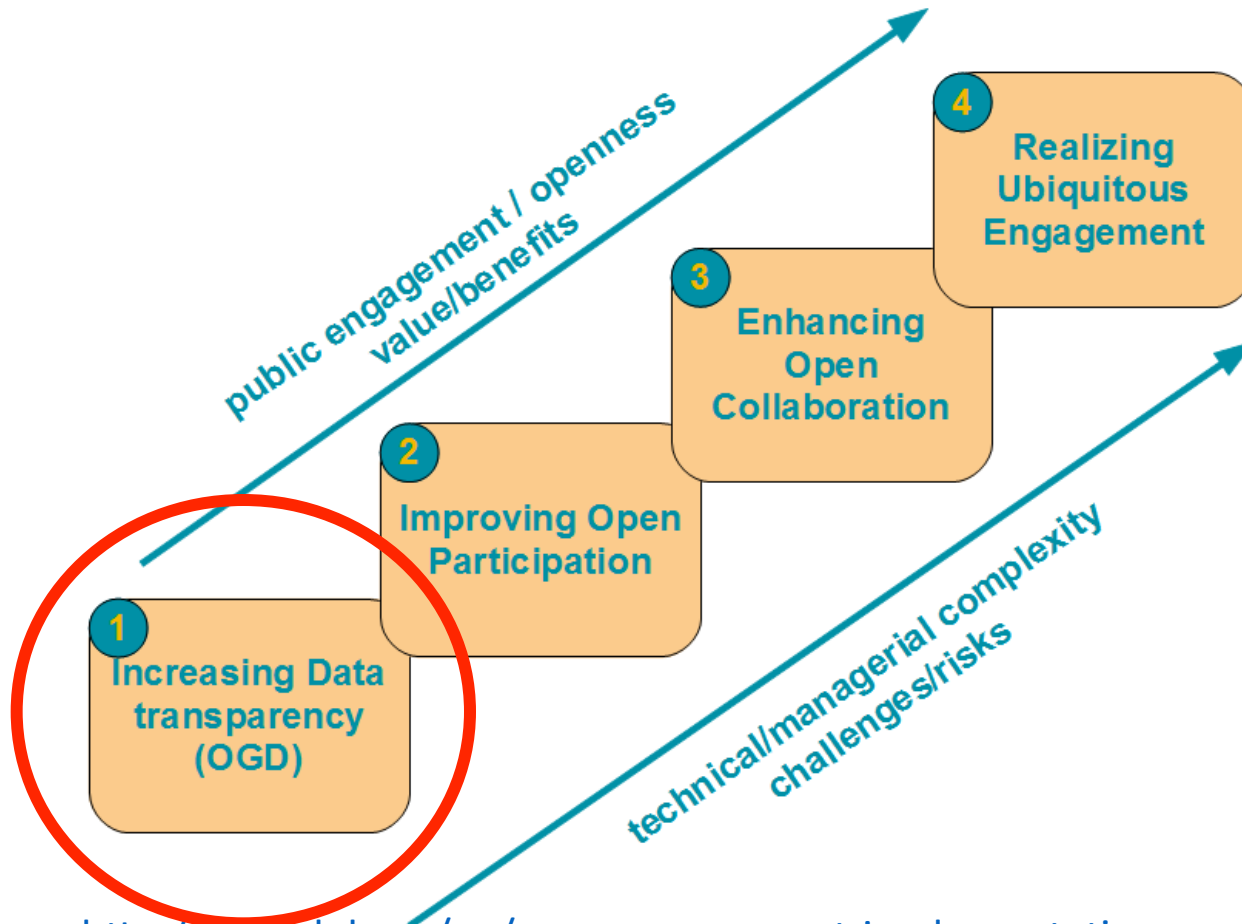 public engagement / openness
value/benefits
4
Realizing
Ubiquitous
Engagement
3
Enhancing
Open
Collaboration
2
Improving Open
Participation
1
Increasing Data
transparency
(OGD)
technical/managerial complexity
challenges/risks